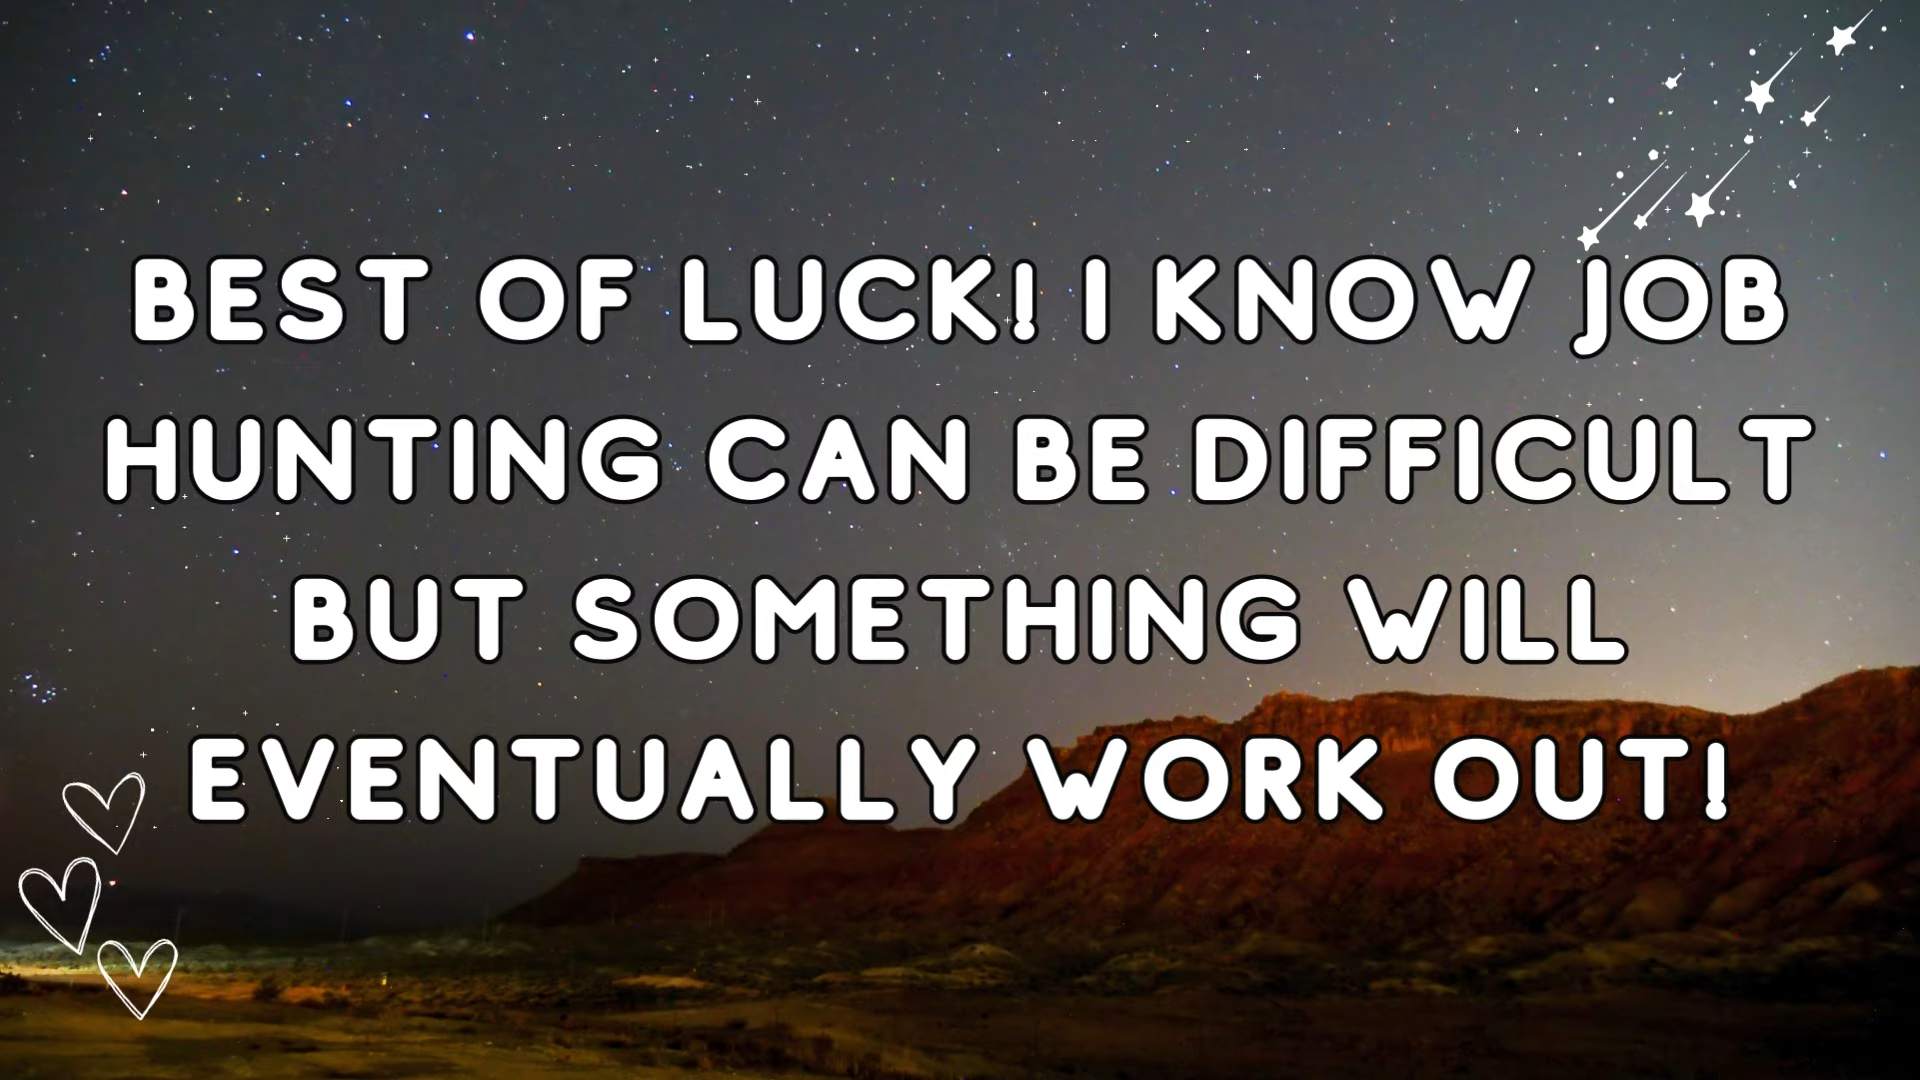 BEST OF LUCK! I KNOW JOB
HUNTING CAN BE DIFFICULT
BUT SOMETHING WILL
EVENTUALLY WORK OUT!